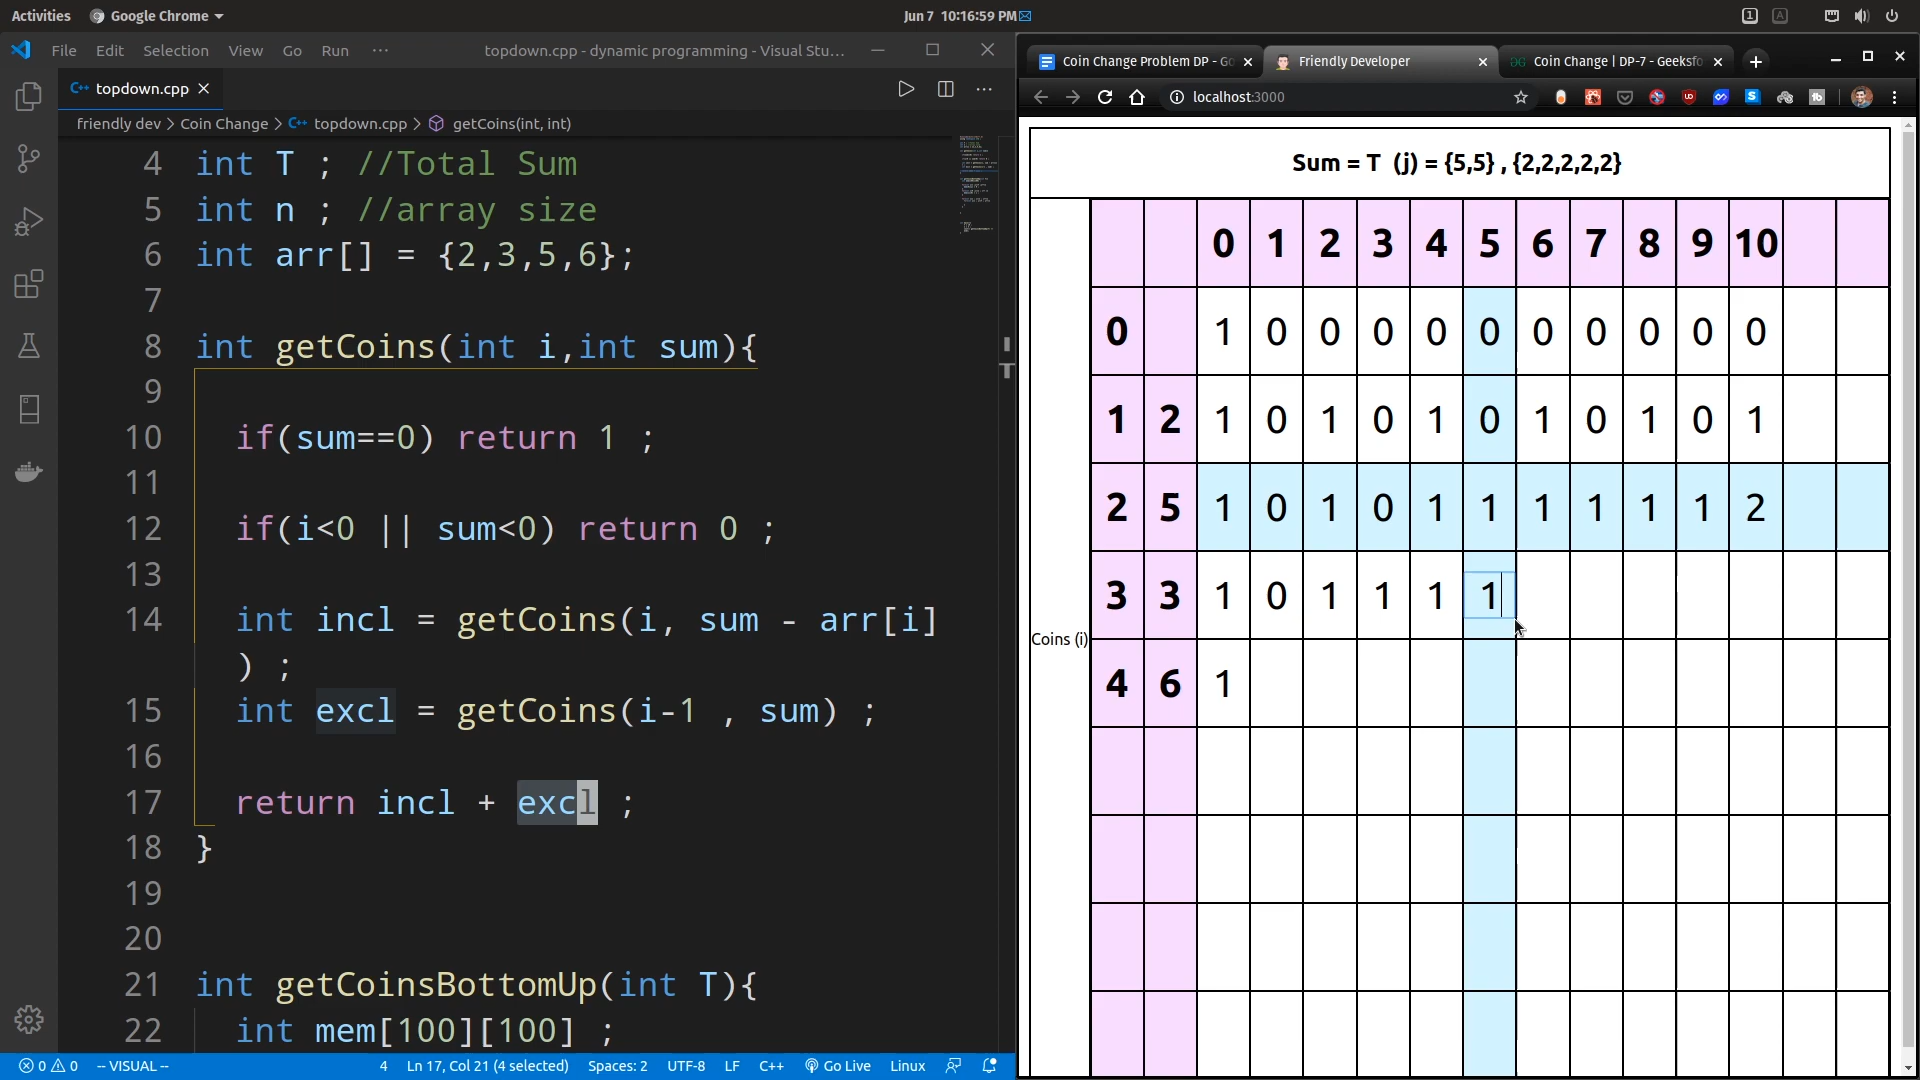 Activities Google Chrome Jun 7 10:16:59 PM 1 A
File Edit Selection View Go Run ··· topdown.cpp - dynamic programming - Visual Stu...
topdown.cpp
friendly dev > Coin Change > topdown.cpp > getCoins(int, int)
4 int T ; //Total Sum
5 int n ; //array size
6 int arr[] = {2,3,5,6};
7
8 int getCoins(int i,int sum){
9
10 if(sum==0) return 1 ;
11
12 if(i<0 || sum<0) return 0 ;
13
14 int incl = getCoins(i, sum - arr[i]
) ;
15 int excl = getCoins(i-1 , sum) ;
16
17 return incl + excl ;
18 }
19
20
21 int getCoinsBottomUp(int T){
22 int mem[100][100] ;
0 0 -- VISUAL -- 4 Ln 17, Col 21 (4 selected) Spaces: 2 UTF-8 LF C++ Go Live Linux
Coin Change Problem DP - Go Friendly Developer Coin Change | DP-7 - Geeksfo
localhost:3000
Sum = T (j) = {5,5} , {2,2,2,2,2}
0 1 2 3 4 5 6 7 8 9 10
0 1 0 0 0 0 0 0 0 0 0 0
1 2 1 0 1 0 1 0 1 0 1 0 1
2 5 1 0 1 0 1 1 1 1 1 1 2
3 3 1 0 1 1 1 1
Coins (i)
4 6 1